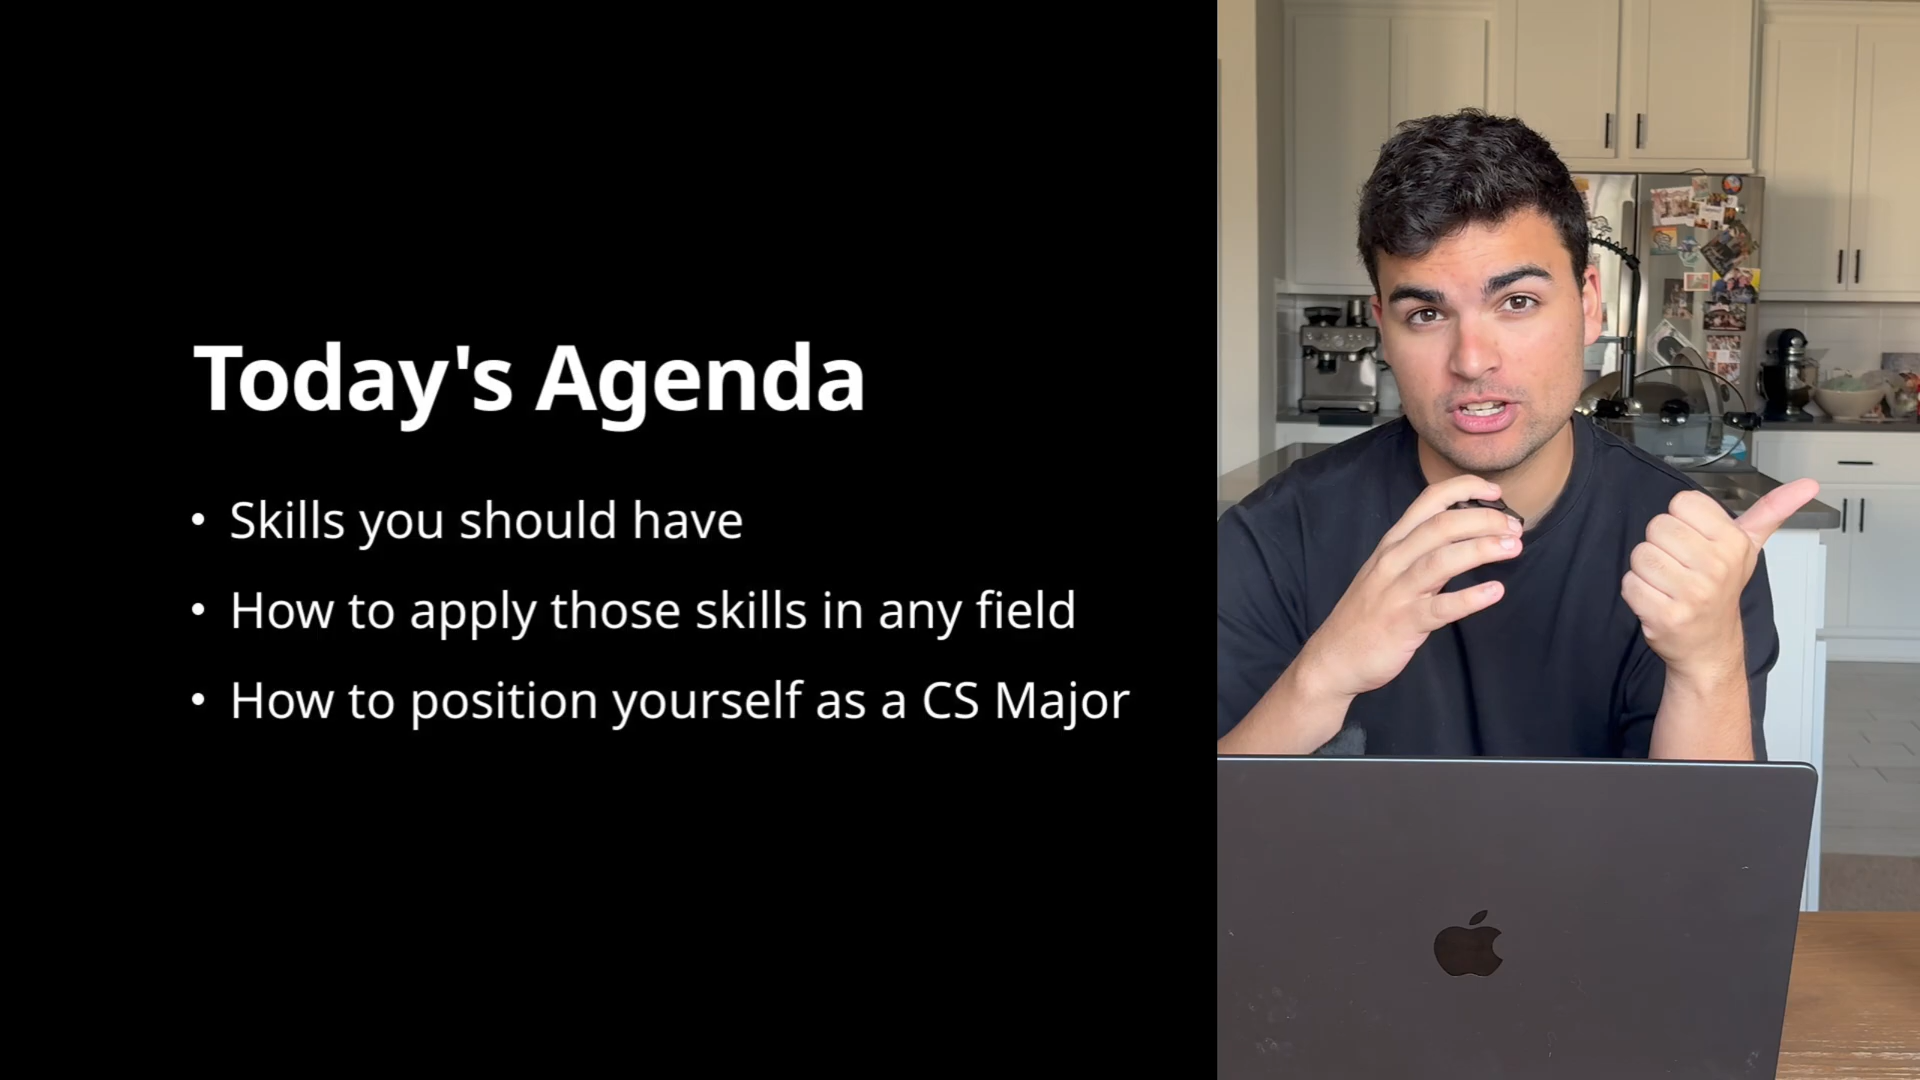 Today's Agenda
• Skills you should have
• How to apply those skills in any field
• How to position yourself as a CS Major